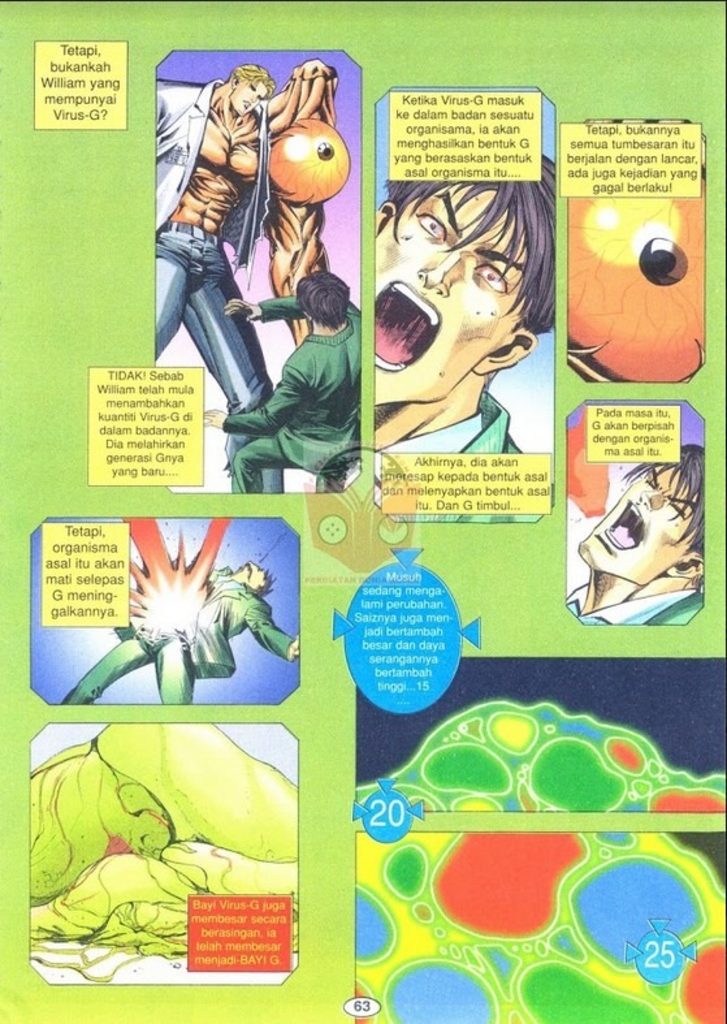 Tetapi,
bukankah
William yang
mempunyai
Virus-G?
Ketika Virus-G masuk
ke dalam badan sesuatu
organisama, ia akan
menghasilkan bentuk G
yang berasaskan bentuk
asal organisma itu....
Tetapi, bukannya
semua tumbesaran itu
berjalan dengan lancar,
ada juga kejadian yang
gagal berlaku!
TIDAK! Sebab
William telah mula
menambahkan
kuantiti Virus-G di
dalam badannya.
Dia melahirkan
generasi Gnya
yang baru....
Akhirnya, dia akan
meresap kepada bentuk asal
dan melenyapkan bentuk asal
itu. Dan G timbul...
Pada masa itu,
G akan berpisah
dengan organis-
ma asal itu.
Tetapi,
organisma
asal itu akan
mati selepas
G mening-
galkannya.
Musuh
sedang menga-
lami perubahan.
Saiznya juga men-
jadi bertambah
besar dan daya
serangannya
bertambah
tinggi...15
....
20
Bayi Virus-G juga
membesar secara
berasingan, ia
telah membesar
menjadi-BAYI G.
25
63